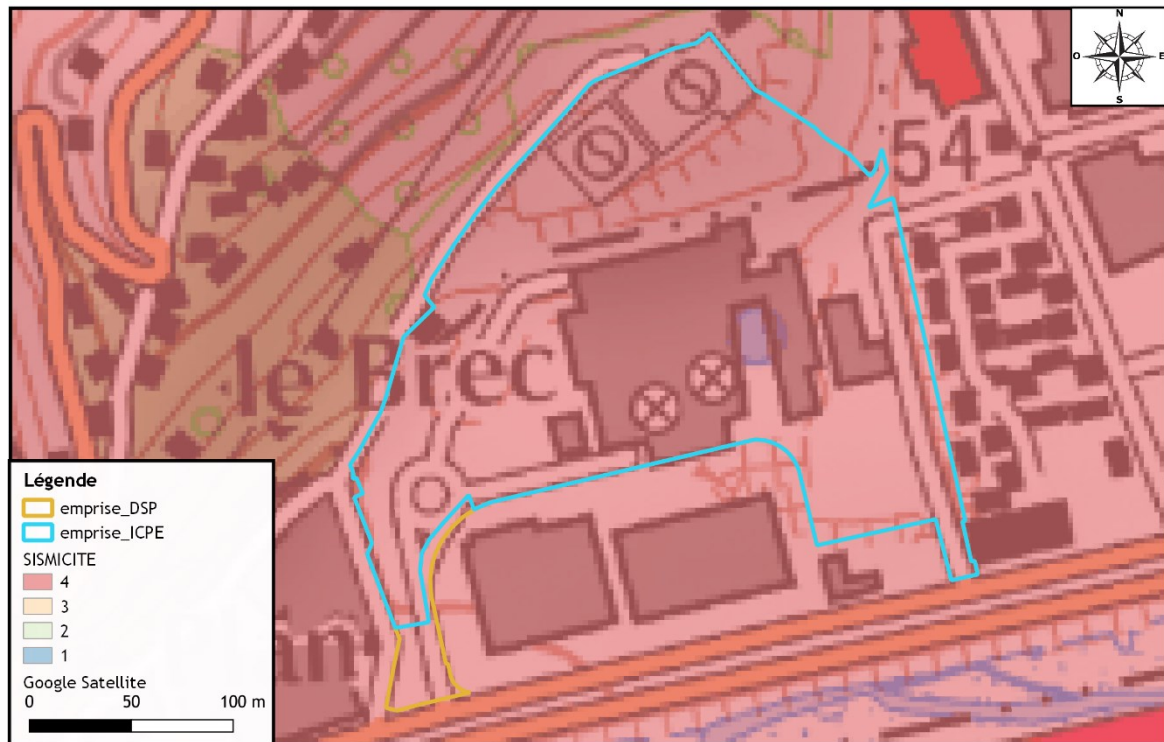 N
O
E
S
54
le Brec
Légende
emprise_DSP
emprise_ICPE
SISMICITE
4
3
2
1
Google Satellite
0 50 100 m